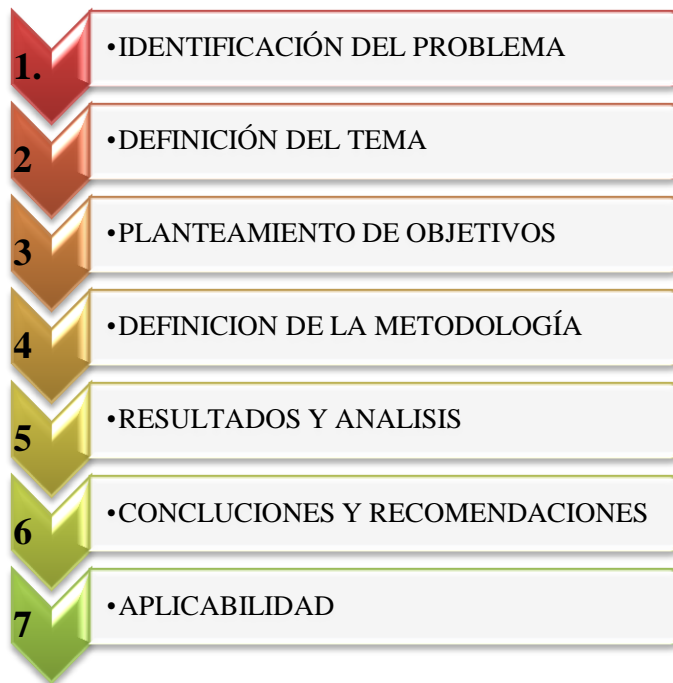 1.
•IDENTIFICACIÓN DEL PROBLEMA
2
•DEFINICIÓN DEL TEMA
3
•PLANTEAMIENTO DE OBJETIVOS
4
•DEFINICION DE LA METODOLOGÍA
5
•RESULTADOS Y ANALISIS
6
•CONCLUCIONES Y RECOMENDACIONES
7
•APLICABILIDAD